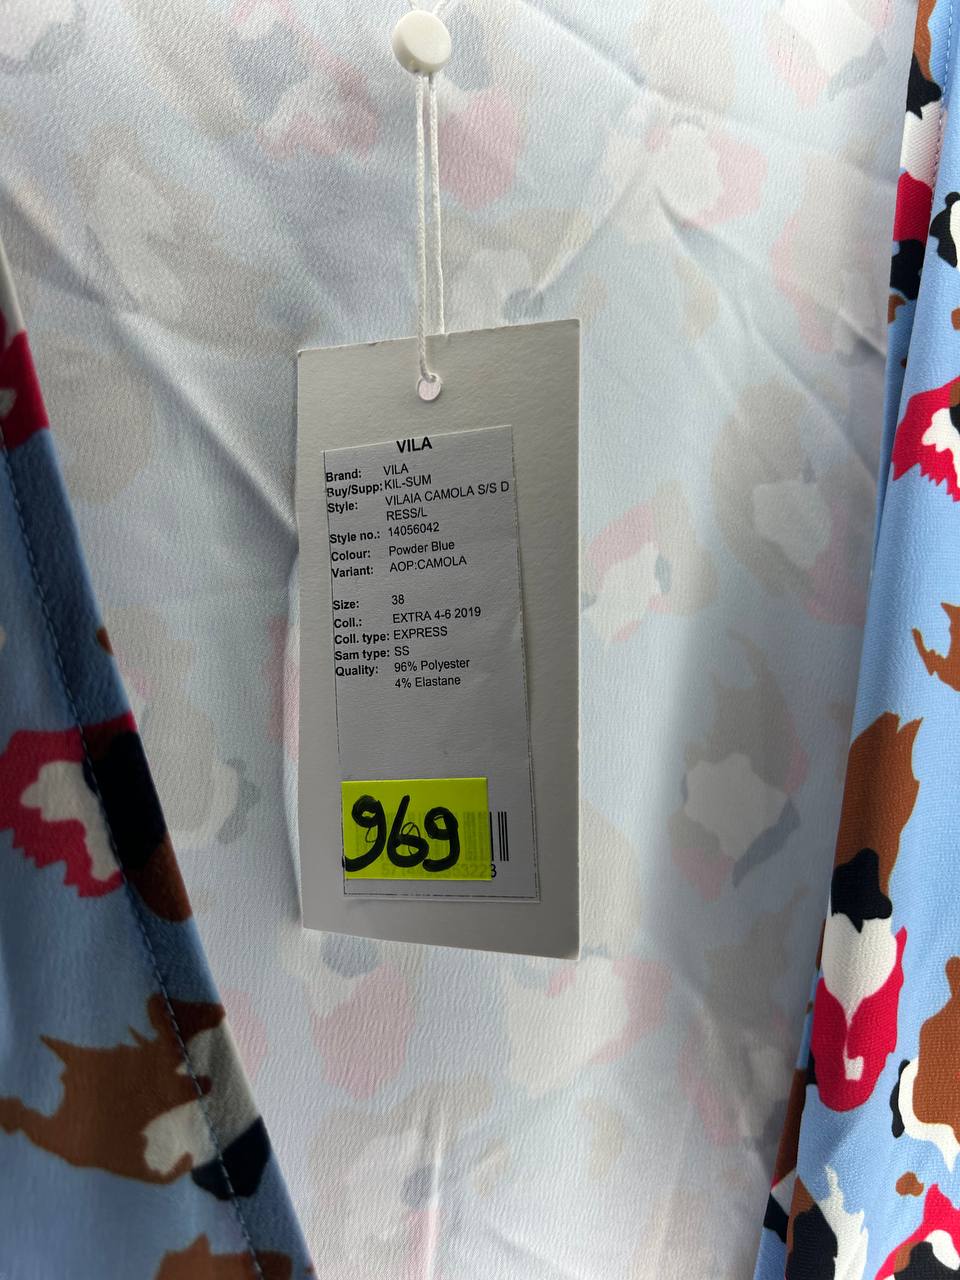 VILA
Brand: VILA
Buy/Supp: KIL-SUM
Style: VILAIA CAMOLA S/S D
RESS/L
Style no.: 14056042
Colour: Powder Blue
Variant: AOP:CAMOLA
Size: 38
Coll.: EXTRA 4-6 2019
Coll. type: EXPRESS
Sam type: SS
Quality: 96% Polyester
4% Elastane
969